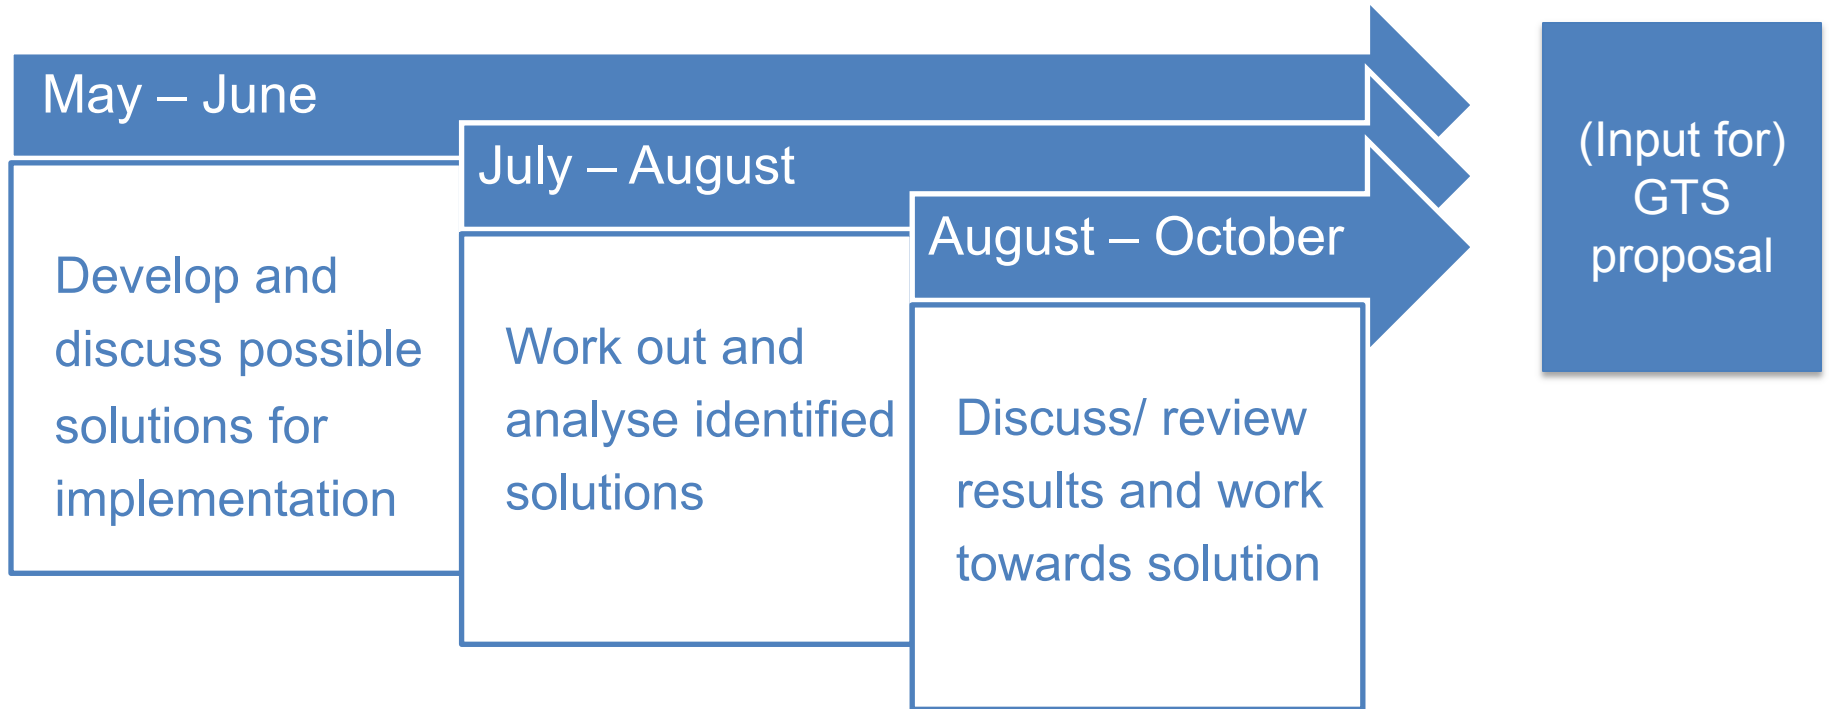 May – June
Develop and
discuss possible
solutions for
implementation
July – August
Work out and
analyse identified
solutions
August – October
Discuss/ review
results and work
towards solution
(Input for)
GTS
proposal